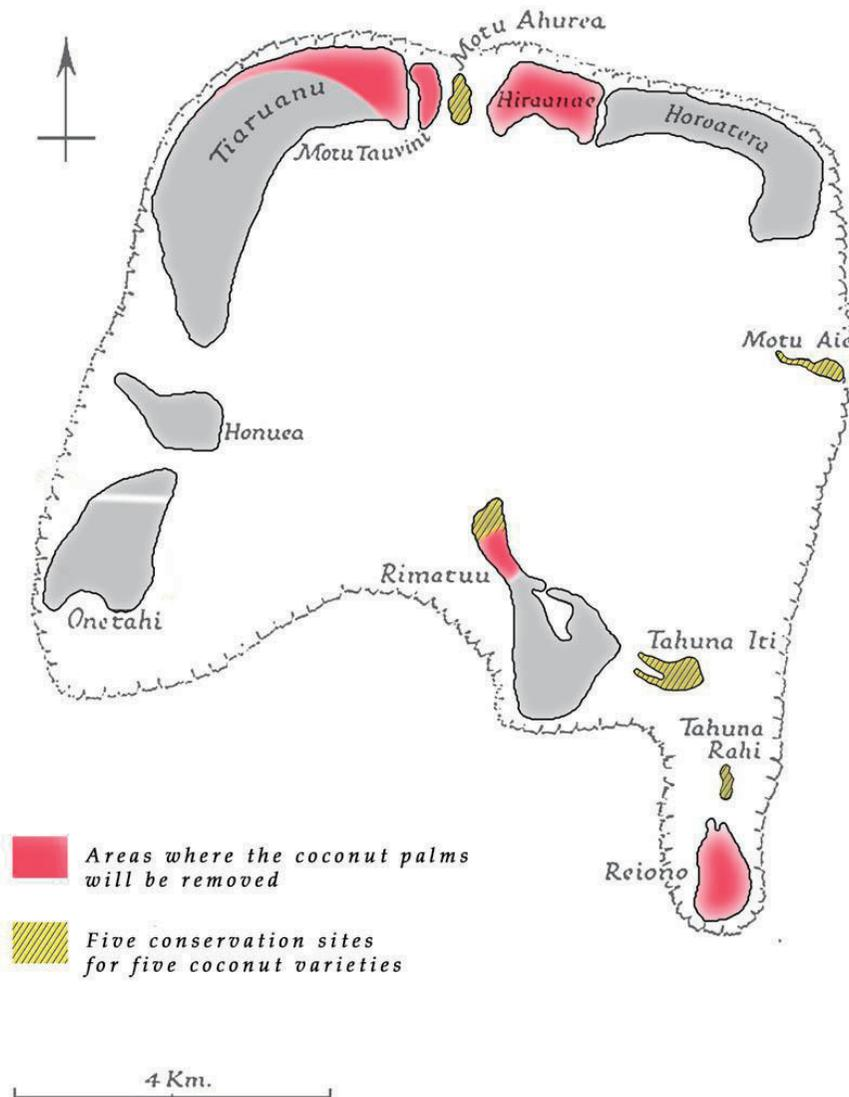 Motu Ahurea
Tiaruanu
Motu Tauvini
Hiraanae
Horoatera
Motu Aie
Honuea
Rimatuu
Onetahi
Tahuna Iti
Tahuna
Rahi
Reiono
Areas where the coconut palms
will be removed
Five conservation sites
for five coconut varieties
4 Km.